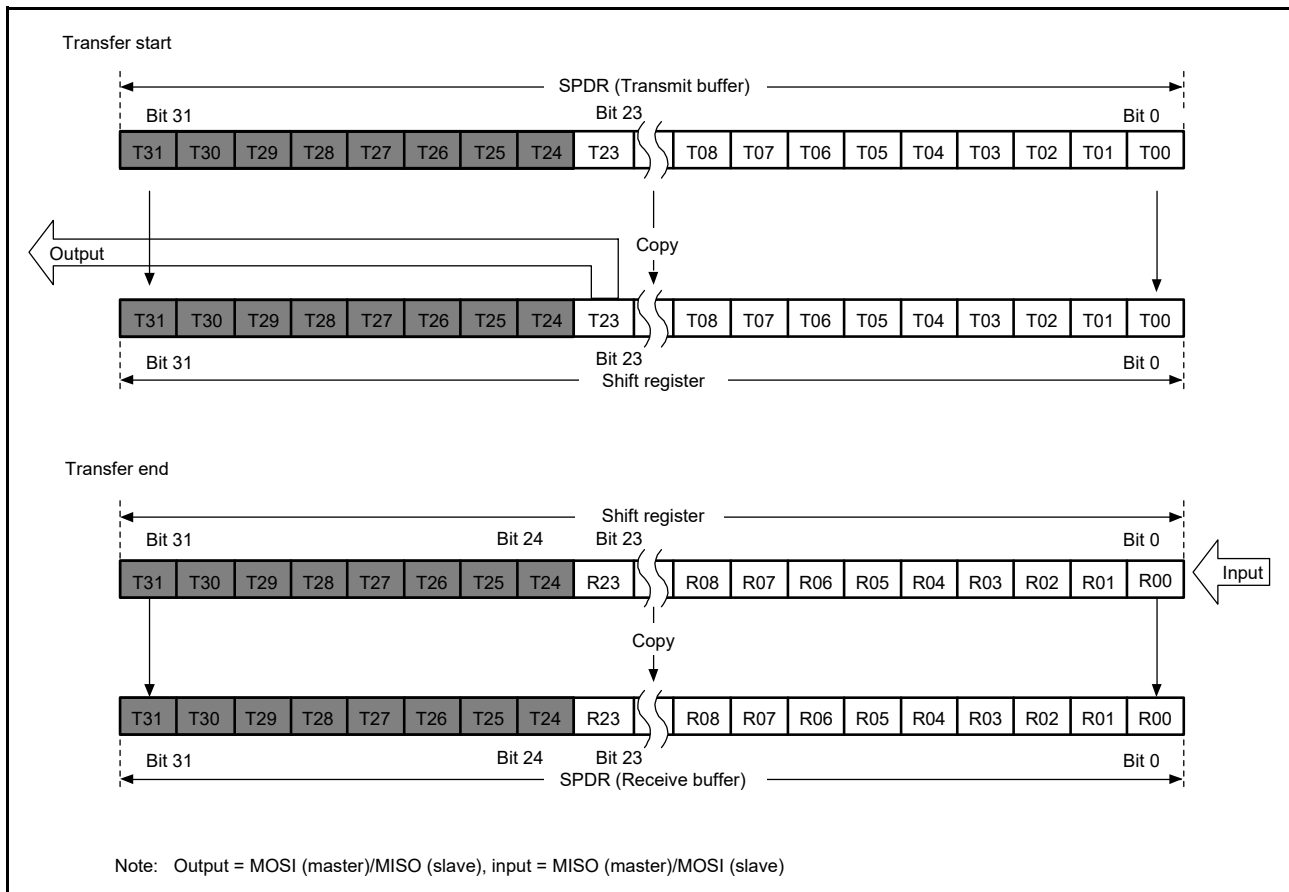 Transfer start
SPDR (Transmit buffer)
Bit 31 Bit 23 Bit 0
T31 T30 T29 T28 T27 T26 T25 T24 T23 T08 T07 T06 T05 T04 T03 T02 T01 T00
Output Copy
T31 T30 T29 T28 T27 T26 T25 T24 T23 T08 T07 T06 T05 T04 T03 T02 T01 T00
Bit 31 Bit 23 Bit 0
Shift register
Transfer end
Shift register
Bit 31 Bit 24 Bit 23 Bit 0
T31 T30 T29 T28 T27 T26 T25 T24 R23 R08 R07 R06 R05 R04 R03 R02 R01 R00 Input
Copy
T31 T30 T29 T28 T27 T26 T25 T24 R23 R08 R07 R06 R05 R04 R03 R02 R01 R00
Bit 31 Bit 24 Bit 23 Bit 0
SPDR (Receive buffer)
Note: Output = MOSI (master)/MISO (slave), input = MISO (master)/MOSI (slave)